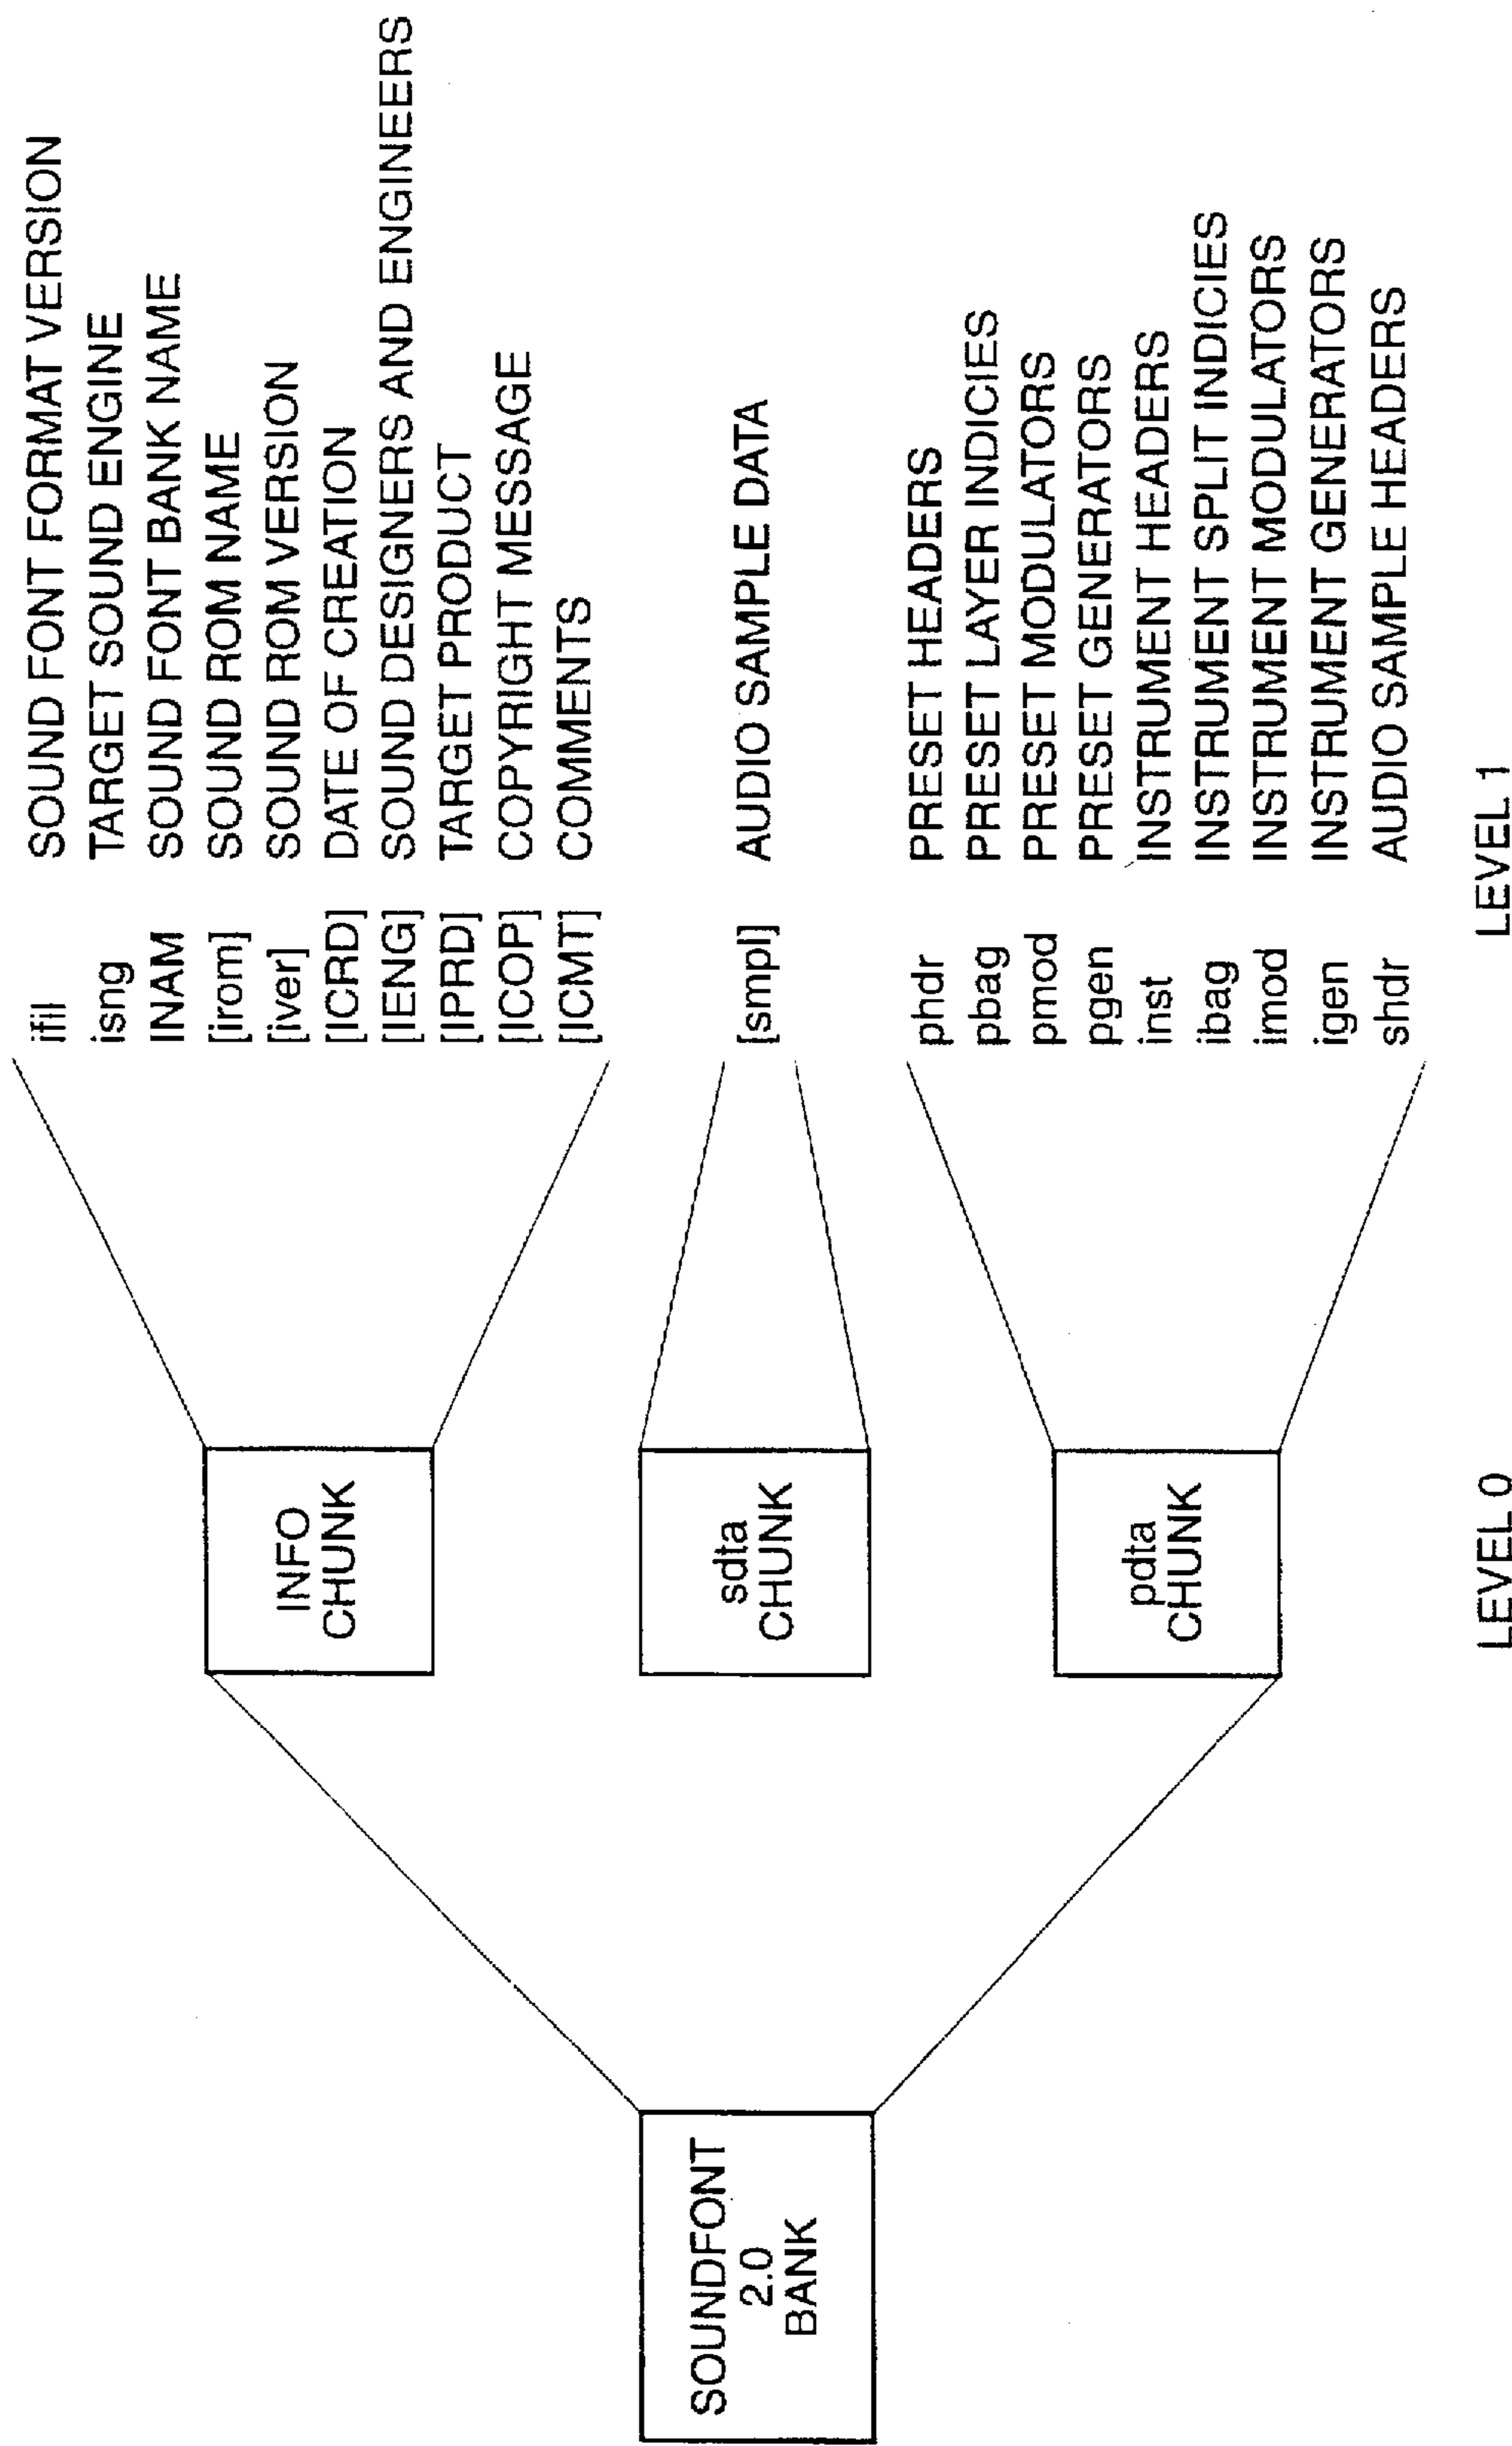 SOUNDFONT
2.0
BANK
INFO
CHUNK
sdta
CHUNK
pdta
CHUNK
ifil SOUND FONT FORMAT VERSION
isng TARGET SOUND ENGINE
INAM SOUND FONT BANK NAME
[irom] SOUND ROM NAME
[iver] SOUND ROM VERSION
[ICRD] DATE OF CREATION
[IENG] SOUND DESIGNERS AND ENGINEERS
[IPRD] TARGET PRODUCT
[ICOP] COPYRIGHT MESSAGE
[ICMT] COMMENTS
[smpl] AUDIO SAMPLE DATA
phdr PRESET HEADERS
pbag PRESET LAYER INDICIES
pmod PRESET MODULATORS
pgen PRESET GENERATORS
inst INSTRUMENT HEADERS
ibag INSTRUMENT SPLIT INDICIES
imod INSTRUMENT MODULATORS
igen INSTRUMENT GENERATORS
shdr AUDIO SAMPLE HEADERS
LEVEL 0
LEVEL 1